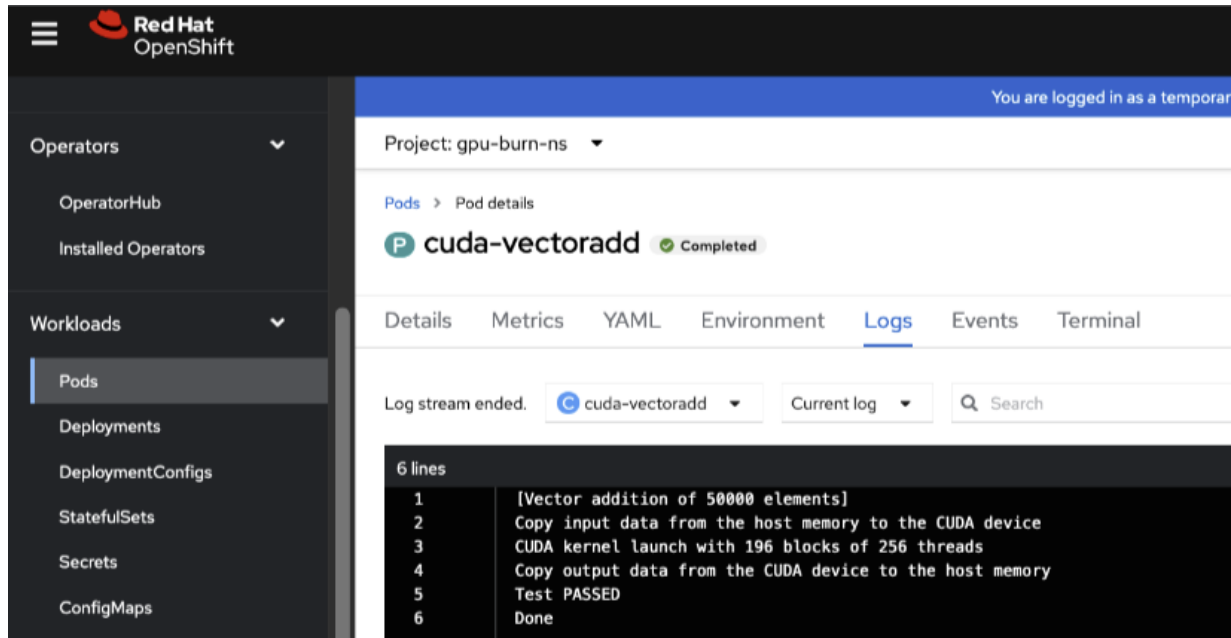 Red Hat
OpenShift
You are logged in as a temporar
Operators
OperatorHub
Installed Operators
Workloads
Pods
Deployments
DeploymentConfigs
StatefulSets
Secrets
ConfigMaps
Project: gpu-burn-ns
Pods > Pod details
P cuda-vectoradd Completed
Details Metrics YAML Environment Logs Events Terminal
Log stream ended. C cuda-vectoradd Current log Search
6 lines
1 [Vector addition of 50000 elements]
2 Copy input data from the host memory to the CUDA device
3 CUDA kernel launch with 196 blocks of 256 threads
4 Copy output data from the CUDA device to the host memory
5 Test PASSED
6 Done